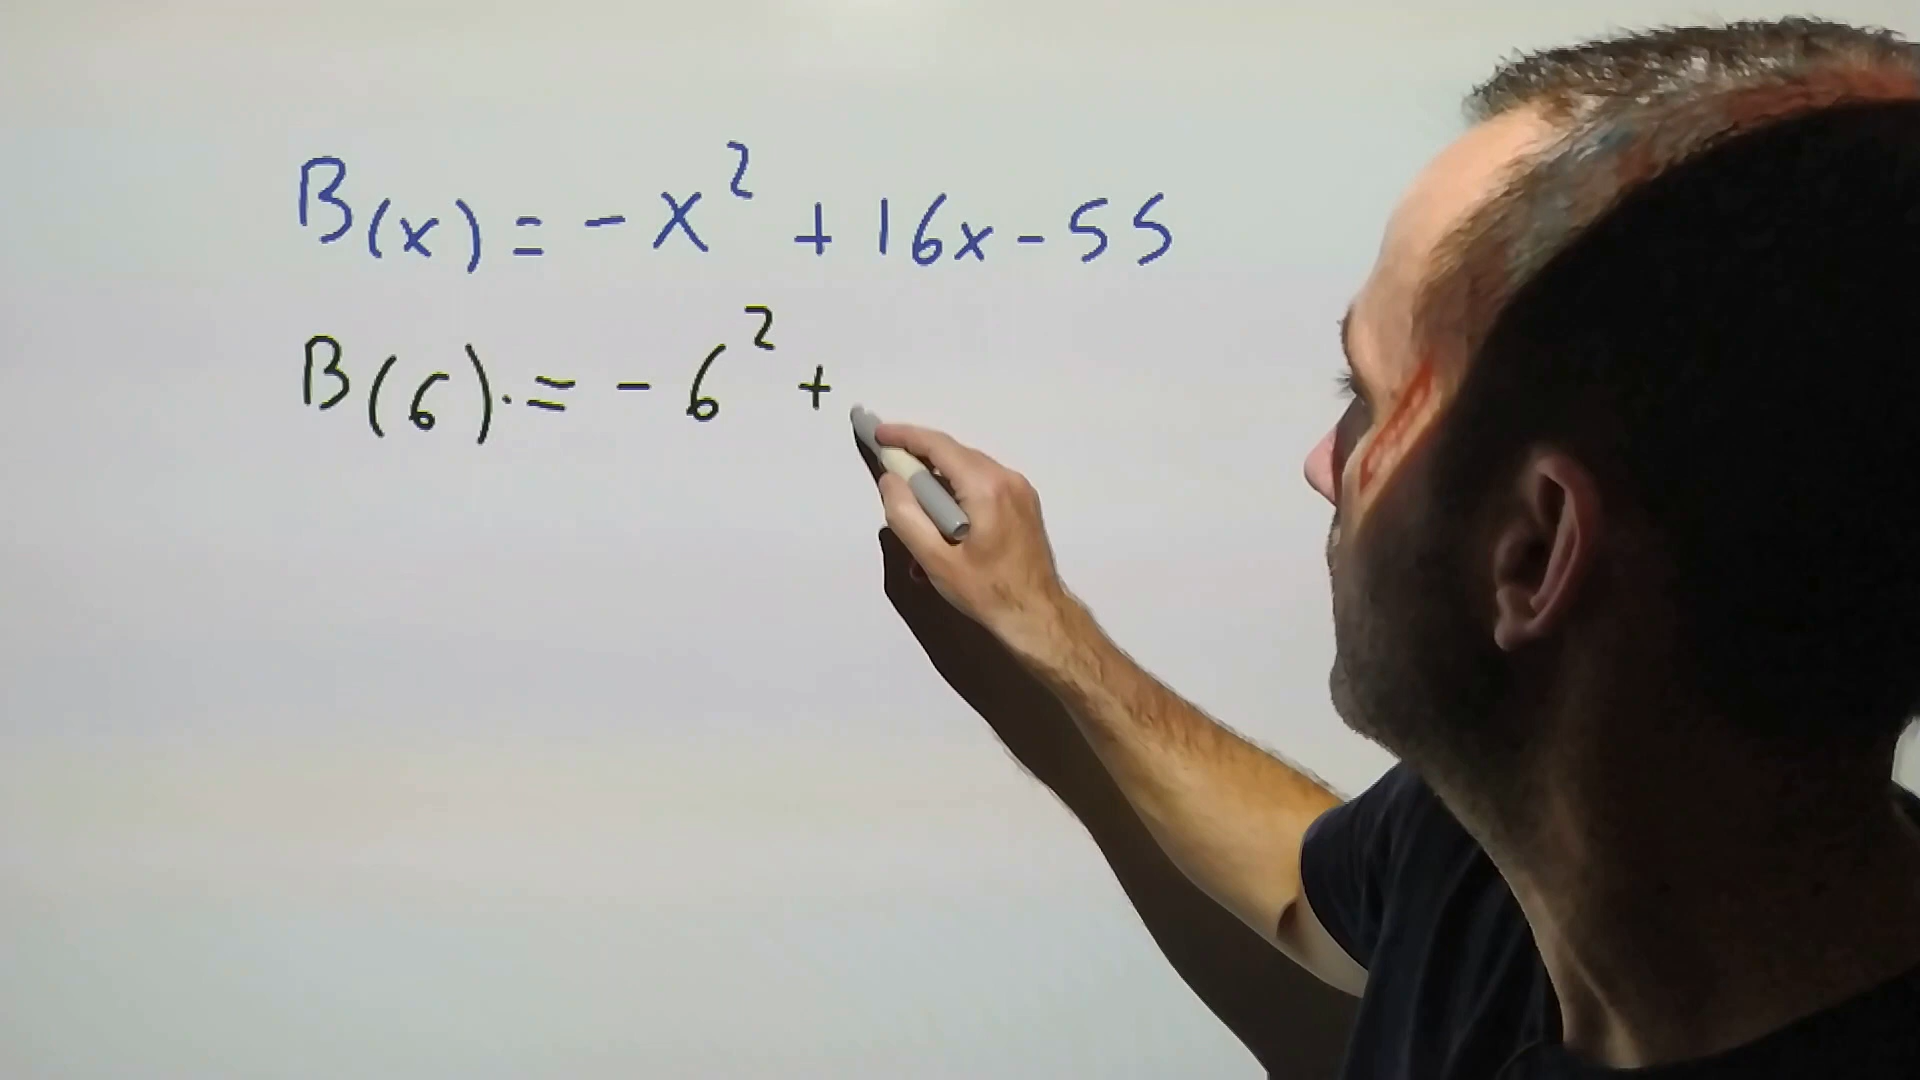 B(x) = -x² + 16x - 55
B(6) = -6² +